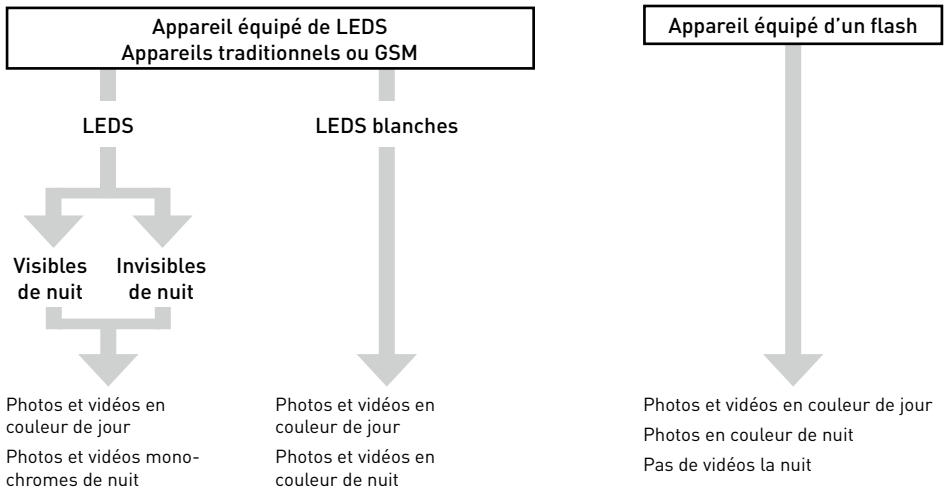 Appareil équipé de LEDS
Appareils traditionnels ou GSM
Appareil équipé d'un flash
LEDS
LEDS blanches
Visibles
de nuit
Invisibles
de nuit
Photos et vidéos en
couleur de jour
Photos et vidéos mono-
chromes de nuit
Photos et vidéos en
couleur de jour
Photos et vidéos en
couleur de nuit
Photos et vidéos en couleur de jour
Photos en couleur de nuit
Pas de vidéos la nuit